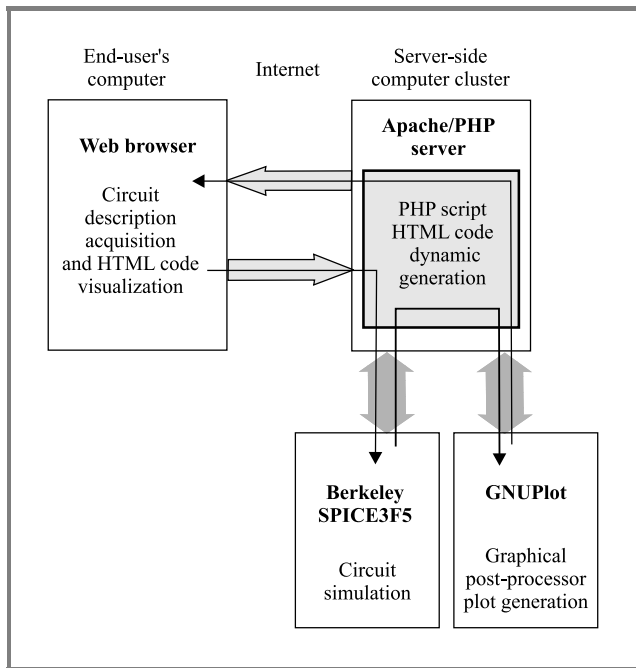 End-user's
computer
Internet
Server-side
computer cluster
Web browser
Circuit
description
acquisition
and HTML code
visualization
Apache/PHP
server
PHP script
HTML code
dynamic
generation
Berkeley
SPICE3F5
Circuit
simulation
GNUPlot
Graphical
post-processor
plot generation